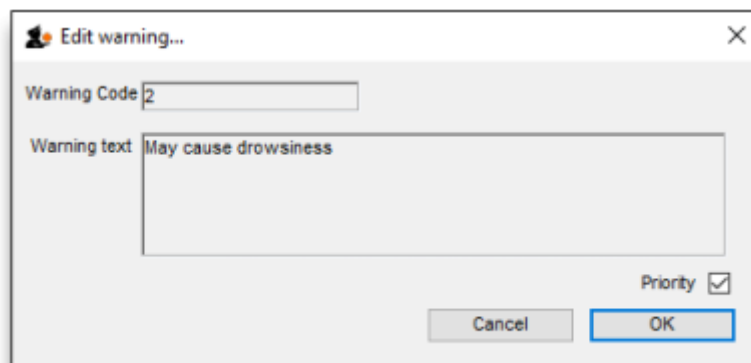 Edit warning...
Warning Code 2
Warning text May cause drowsiness
Priority
Cancel OK